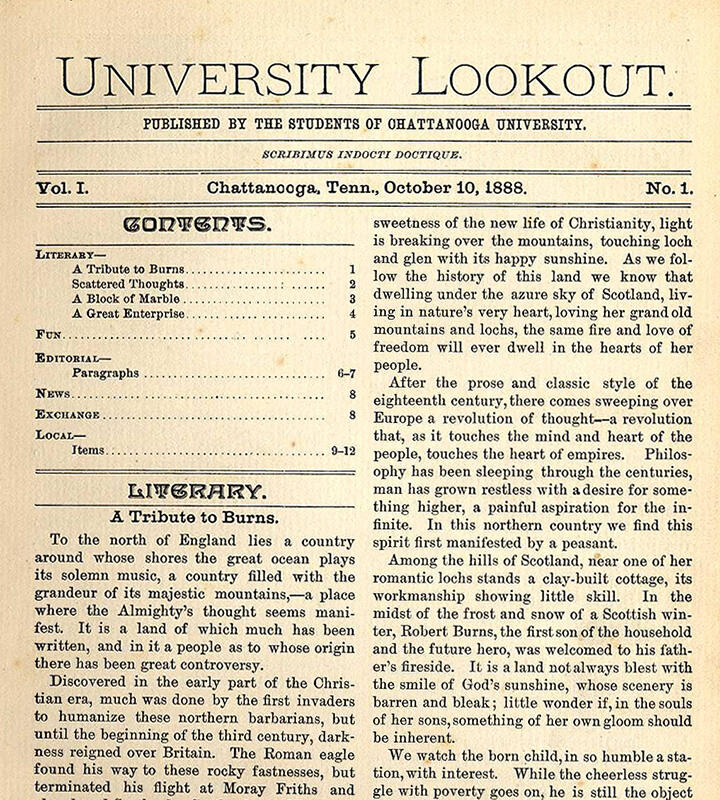 UNIVERSITY LOOKOUT.
PUBLISHED BY THE STUDENTS OF CHATTANOOGA UNIVERSITY.
SCRIBIMUS INDOCTI DOCTIQUE.
Vol. I. Chattanooga, Tenn., October 10, 1888. No. 1.
CONTENTS.
LITERARY—
A Tribute to Burns........................ 1
Scattered Thoughts........................ 2
A Block of Marble........................ 3
A Great Enterprise........................ 4
FUN........................ 5
EDITORIAL—
Paragraphs ........................ 6–7
NEWS........................ 8
EXCHANGE ........................ 8
LOCAL—
Items........................ 9–12
LITERARY.
A Tribute to Burns.
To the north of England lies a country
around whose shores the great ocean plays
its solemn music, a country filled with the
grandeur of its majestic mountains,—a place
where the Almighty's thought seems mani-
fest. It is a land of which much has been
written, and in it a people as to whose origin
there has been great controversy.
Discovered in the early part of the Chris-
tian era, much was done by the first invaders
to humanize these northern barbarians, but
until the beginning of the third century, dark-
ness reigned over Britain. The Roman eagle
found his way to these rocky fastnesses, but
terminated his flight at Moray Friths and
sweetness of the new life of Christianity, light
is breaking over the mountains, touching loch
and glen with its happy sunshine. As we fol-
low the history of this land we know that
dwelling under the azure sky of Scotland, liv-
ing in nature's very heart, loving her grand old
mountains and lochs, the same fire and love of
freedom will ever dwell in the hearts of her
people.
After the prose and classic style of the
eighteenth century, there comes sweeping over
Europe a revolution of thought—a revolution
that, as it touches the mind and heart of the
people, touches the heart of empires. Philos-
ophy has been sleeping through the centuries,
man has grown restless with a desire for some-
thing higher, a painful aspiration for the in-
finite. In this northern country we find this
spirit first manifested by a peasant.
Among the hills of Scotland, near one of her
romantic lochs stands a clay-built cottage, its
workmanship showing little skill. In the
midst of the frost and snow of a Scottish win-
ter, Robert Burns, the first son of the household
and the future hero, was welcomed to his fath-
er's fireside. It is a land not always blest with
the smile of God's sunshine, whose scenery is
barren and bleak; little wonder if, in the souls
of her sons, something of her own gloom should
be inherent.
We watch the born child, in so humble a sta-
tion, with interest. While the cheerless strug-
gle with poverty goes on, he is still the object